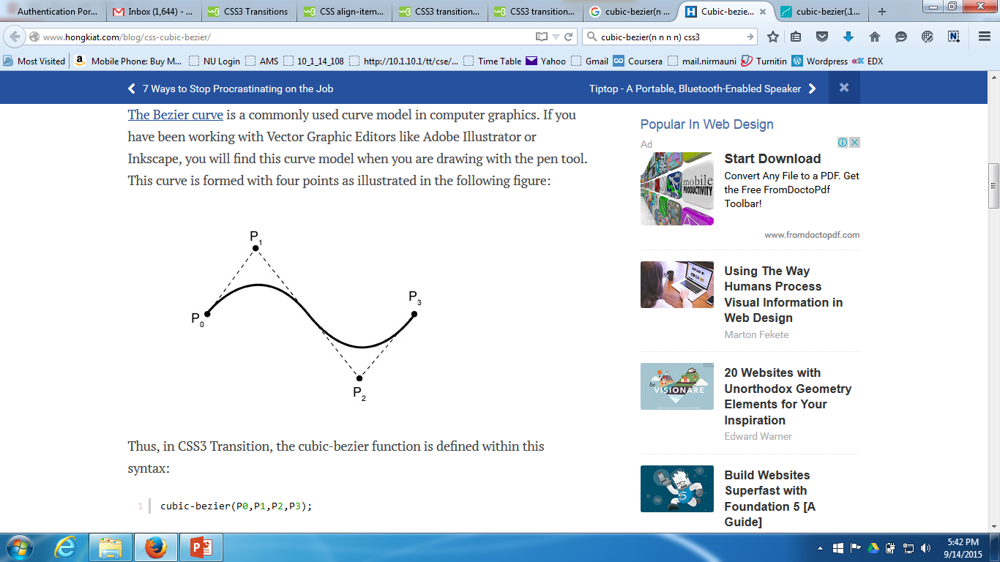 Authentication Por...
Inbox (1,644) - ...
CSS3 Transitions
CSS align-item...
CSS3 transition...
CSS3 transition...
cubic-bezier(n ...
Cubic-bezie...
cubic-bezier(.1...
www.hongkiat.com/blog/css-cubic-bezier/
cubic-bezier(n n n n) css3
Most Visited
Mobile Phone: Buy M...
NU Login
AMS
10_1_14_108
http://10.1.10.1/tt/cse/...
Time Table
Yahoo
Gmail
Coursera
mail.nirmauni
Turnitin
Wordpress
edX EDX
7 Ways to Stop Procrastinating on the Job
Tiptop - A Portable, Bluetooth-Enabled Speaker
The Bezier curve is a commonly used curve model in computer graphics. If you
have been working with Vector Graphic Editors like Adobe Illustrator or
Inkscape, you will find this curve model when you are drawing with the pen tool.
This curve is formed with four points as illustrated in the following figure:
P1
P0
P3
P2
Thus, in CSS3 Transition, the cubic-bezier function is defined within this
syntax:
1 cubic-bezier(P0,P1,P2,P3);
Popular In Web Design
Ad
mobile
PRODUCTIVITY
Start Download
Convert Any File to a PDF. Get
the Free FromDoctoPdf
Toolbar!
www.fromdoctopdf.com
Using The Way
Humans Process
Visual Information in
Web Design
Marton Fekete
be
VISIONARE
20 Websites with
Unorthodox Geometry
Elements for Your
Inspiration
Edward Warner
Build Websites
Superfast with
Foundation 5 [A
Guide]
5:42 PM
9/14/2015